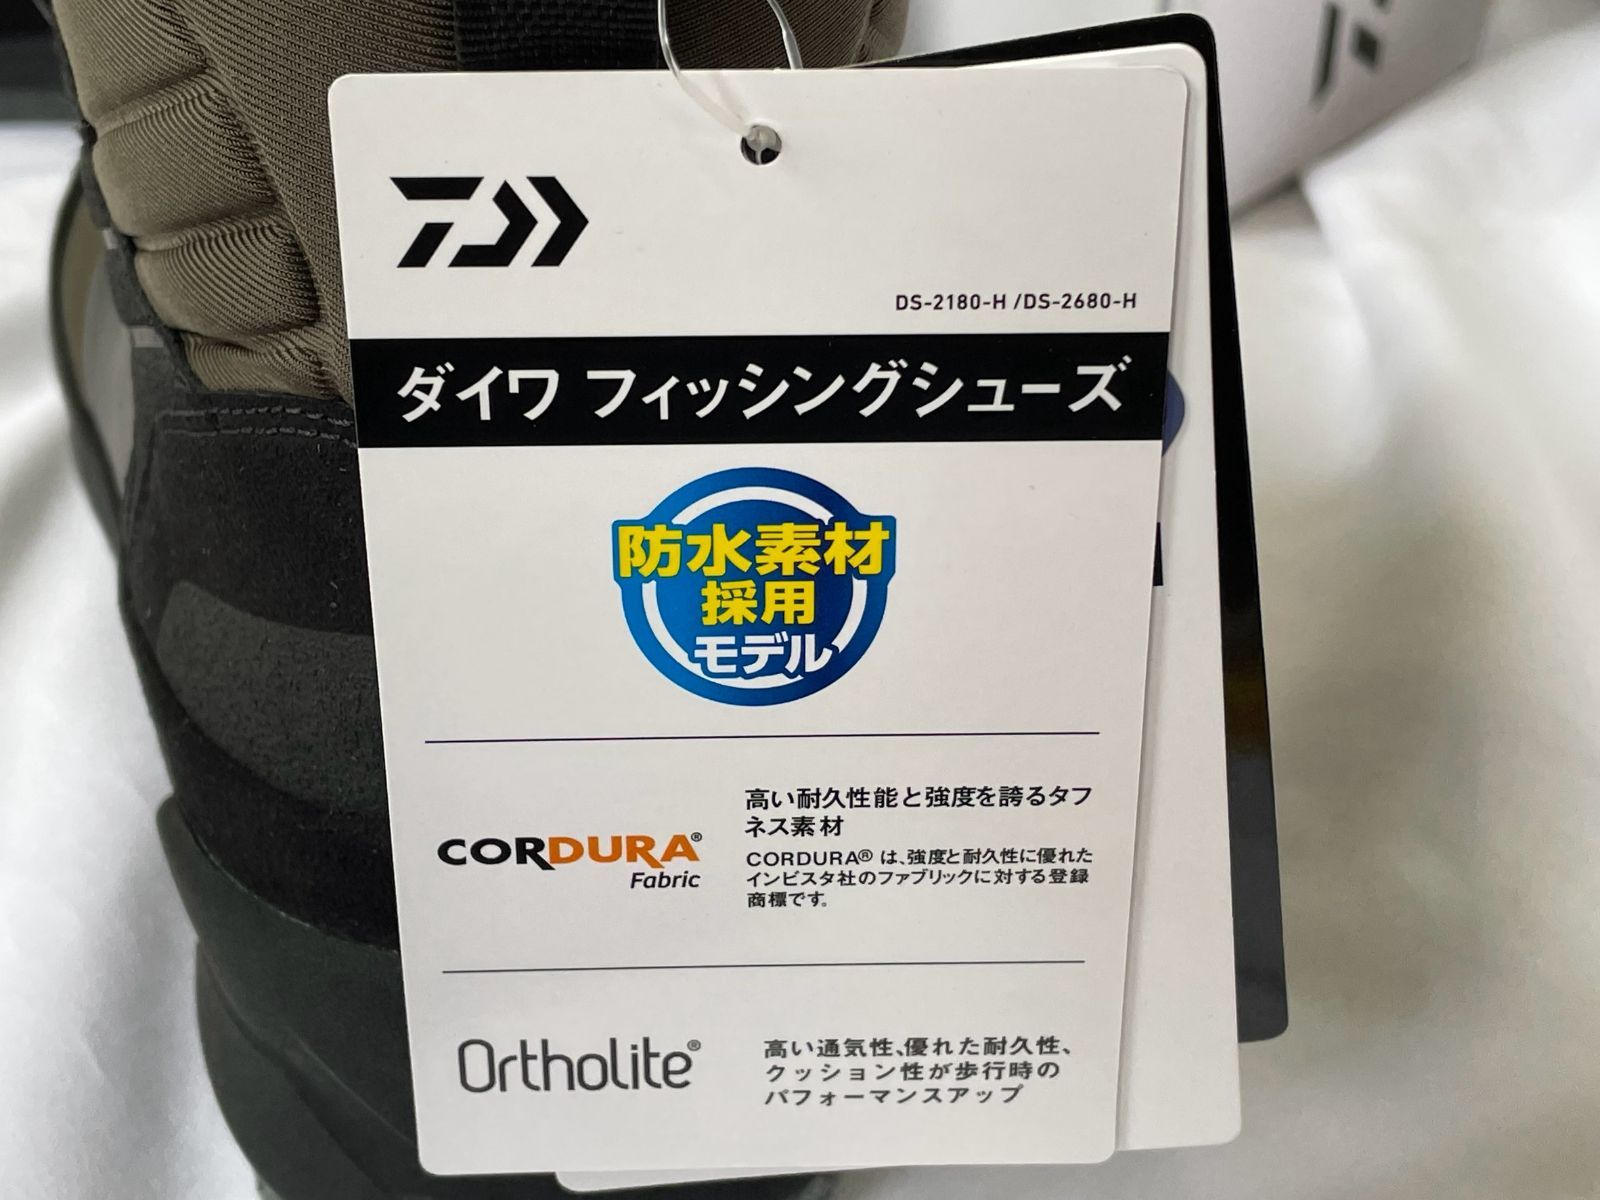 DS-2180-H /DS-2680-H
ダイワ フィッシングシューズ
防水素材
採用
モデル
高い耐久性能と強度を誇るタフ
ネス素材
CORDURA®
Fabric
CORDURA® は、強度と耐久性に優れた
インビスタ社のファブリックに対する登録
商標です。
Ortholite®
高い通気性、優れた耐久性、
クッション性が歩行時の
パフォーマンスアップ